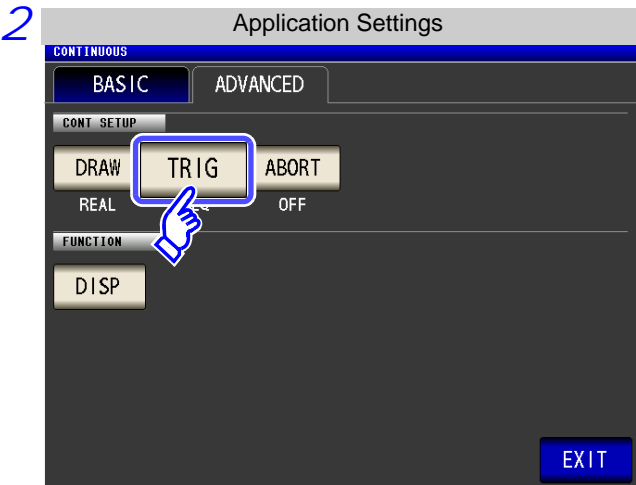 2 Application Settings
CONTINUOUS
BASIC ADVANCED
CONT SETUP
DRAW TRIG ABORT
REAL OFF
FUNCTION
DISP
EXIT